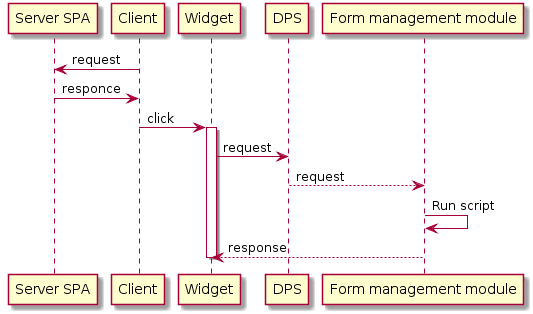 Server SPA Client Widget DPS Form management module
request
responce
click
request
request
Run script
response
Server SPA Client Widget DPS Form management module